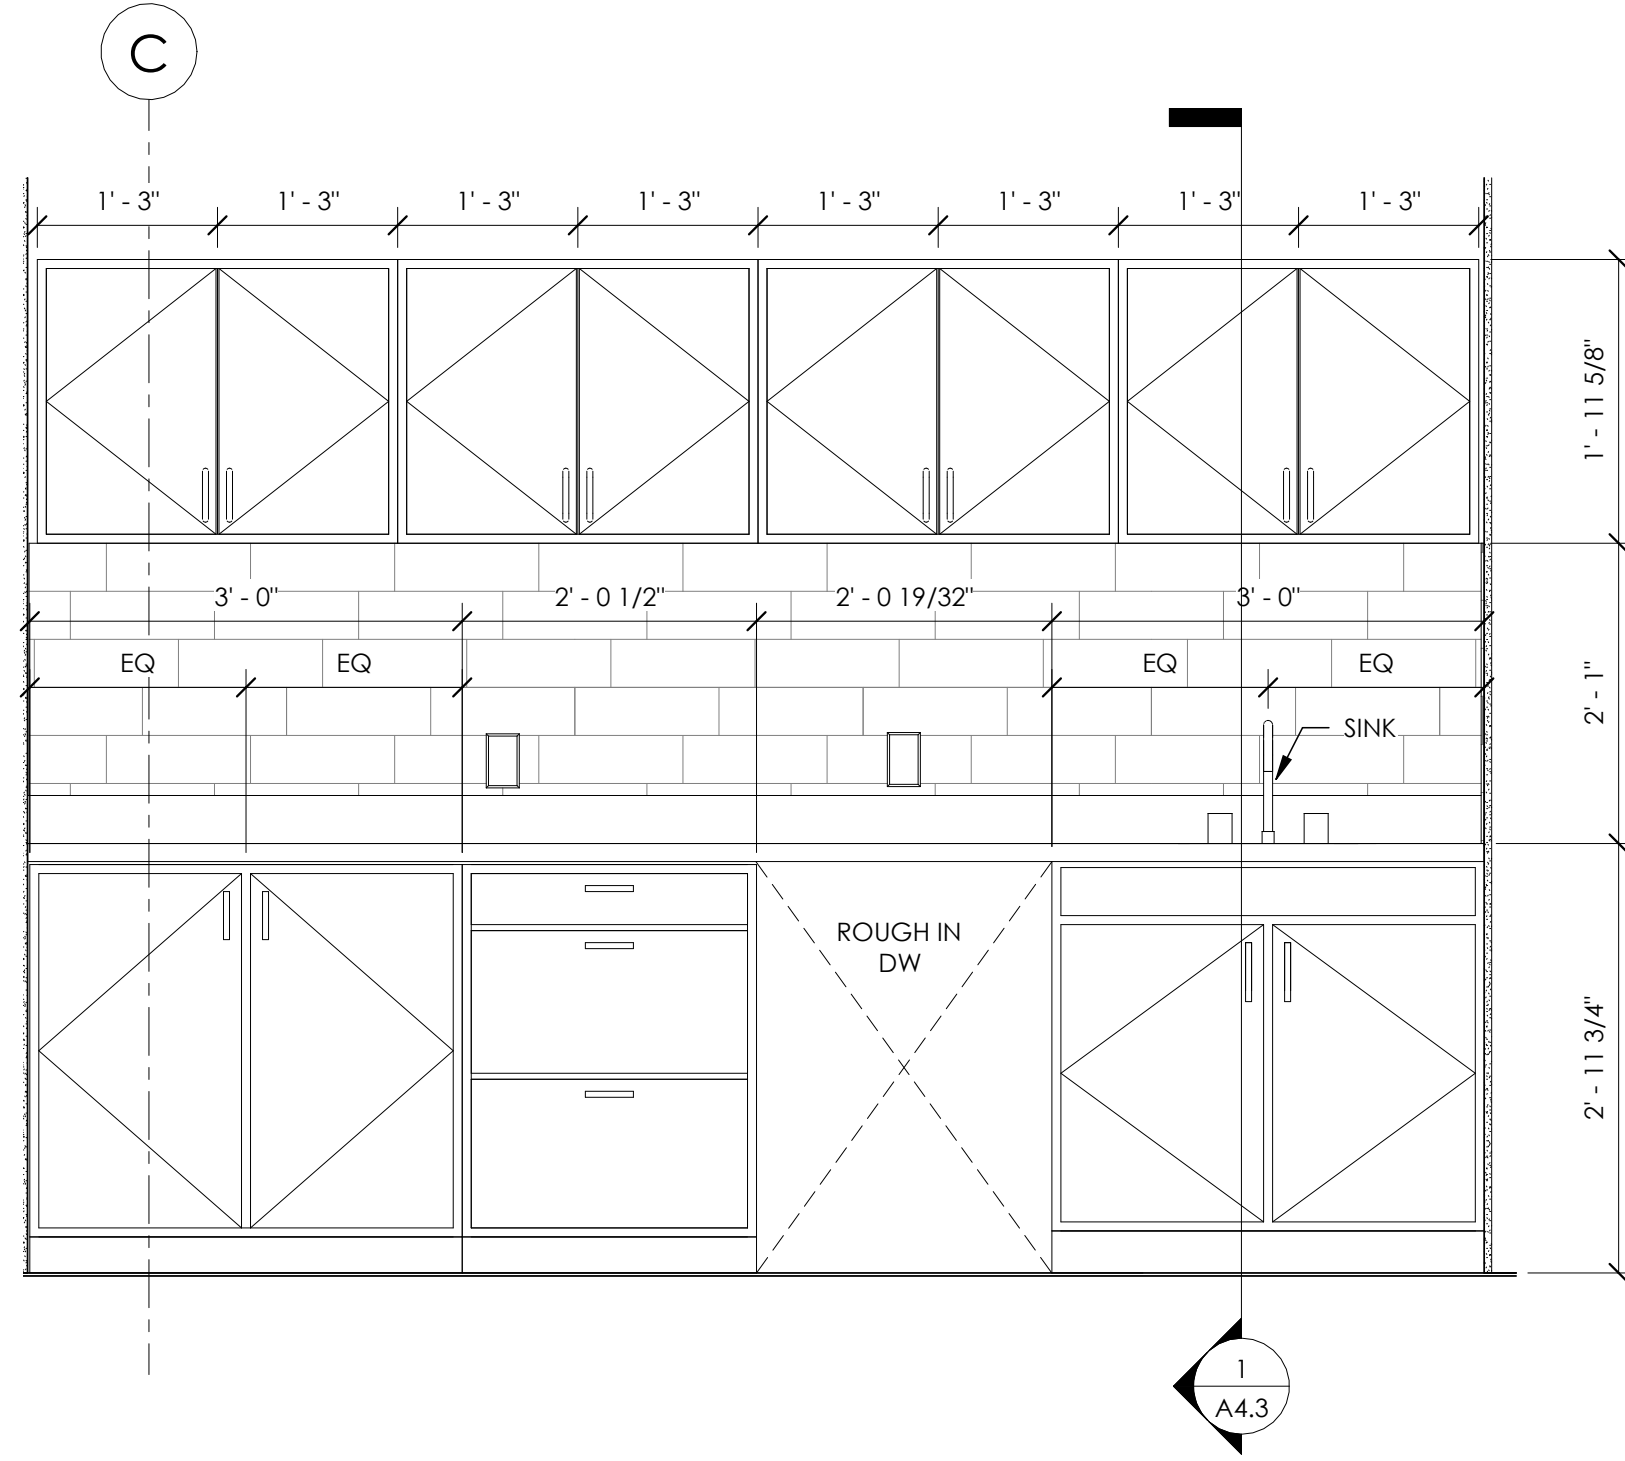 C
1' - 3" 1' - 3" 1' - 3" 1' - 3" 1' - 3" 1' - 3" 1' - 3" 1' - 3"
1' - 11 5/8"
3' - 0" 2' - 0 1/2" 2' - 0 19/32" 3' - 0"
EQ EQ EQ EQ
2' - 1"
SINK
ROUGH IN
DW
2' - 11 3/4"
1
A4.3